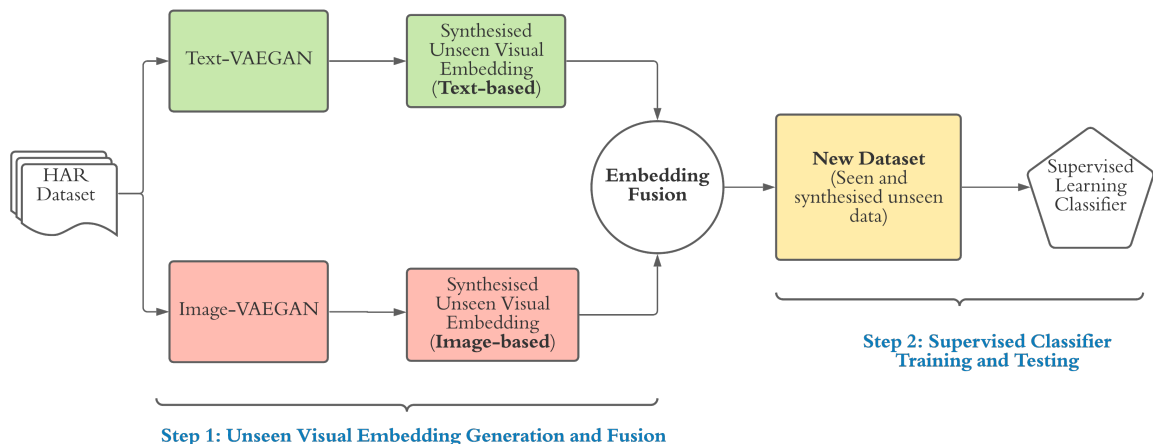 HAR
Dataset
Text-VAEGAN
Synthesised
Unseen Visual
Embedding
(Text-based)
Image-VAEGAN
Synthesised
Unseen Visual
Embedding
(Image-based)
Embedding
Fusion
New Dataset
(Seen and
synthesised unseen
data)
Supervised
Learning
Classifier
Step 1: Unseen Visual Embedding Generation and Fusion
Step 2: Supervised Classifier
Training and Testing